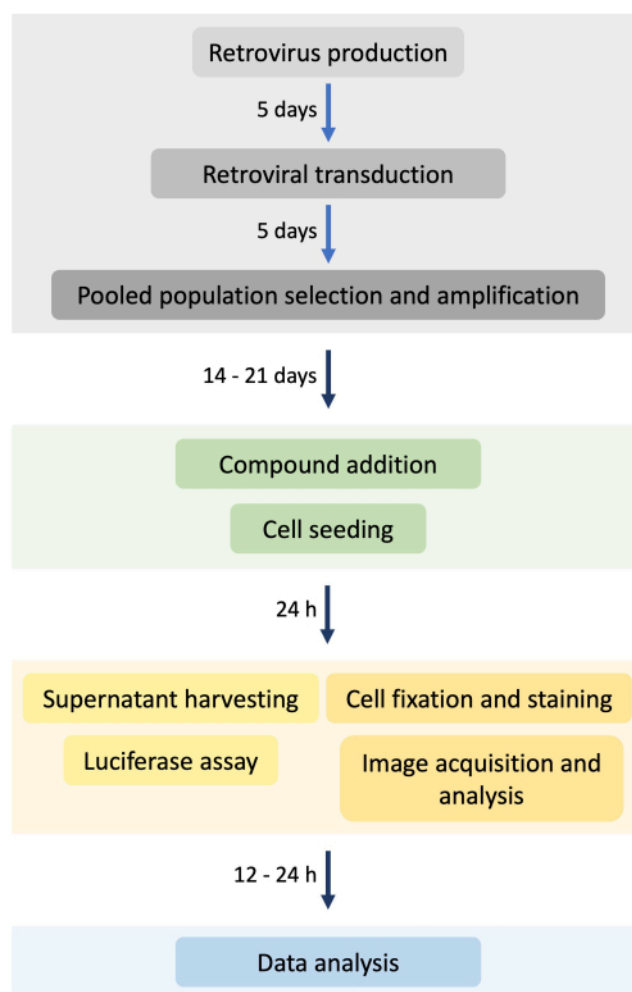 Retrovirus production
5 days
Retroviral transduction
5 days
Pooled population selection and amplification
14 - 21 days
Compound addition
Cell seeding
24 h
Supernatant harvesting
Luciferase assay
Cell fixation and staining
Image acquisition and
analysis
12 - 24 h
Data analysis